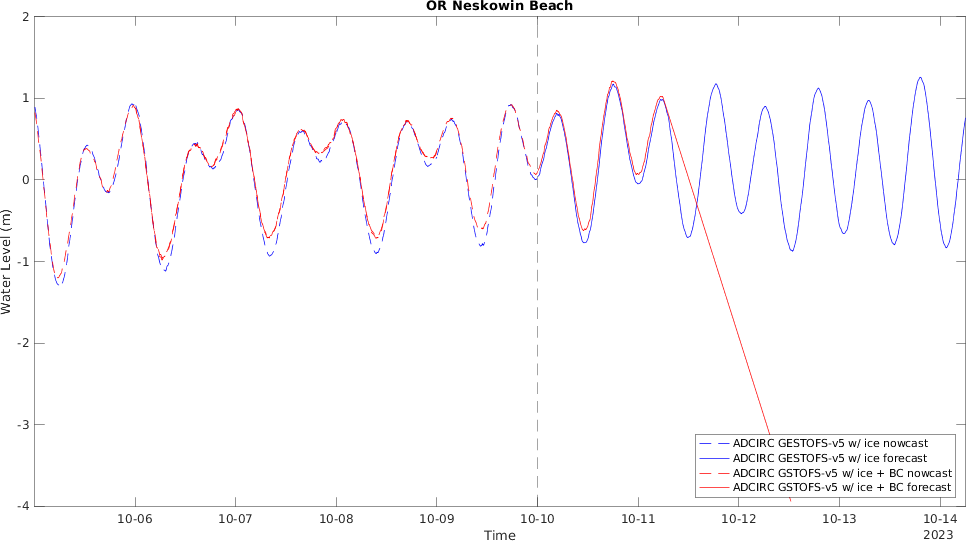 OR Neskowin Beach
2
1
0
-1
-2
-3
-4
Water Level (m)
10-06
10-07
10-08
10-09
10-10
10-11
10-12
10-13
10-14
2023
Time
ADCIRC GESTOFS-v5 w/ ice nowcast
ADCIRC GESTOFS-v5 w/ ice forecast
ADCIRC GSTOFS-v5 w/ ice + BC nowcast
ADCIRC GSTOFS-v5 w/ ice + BC forecast